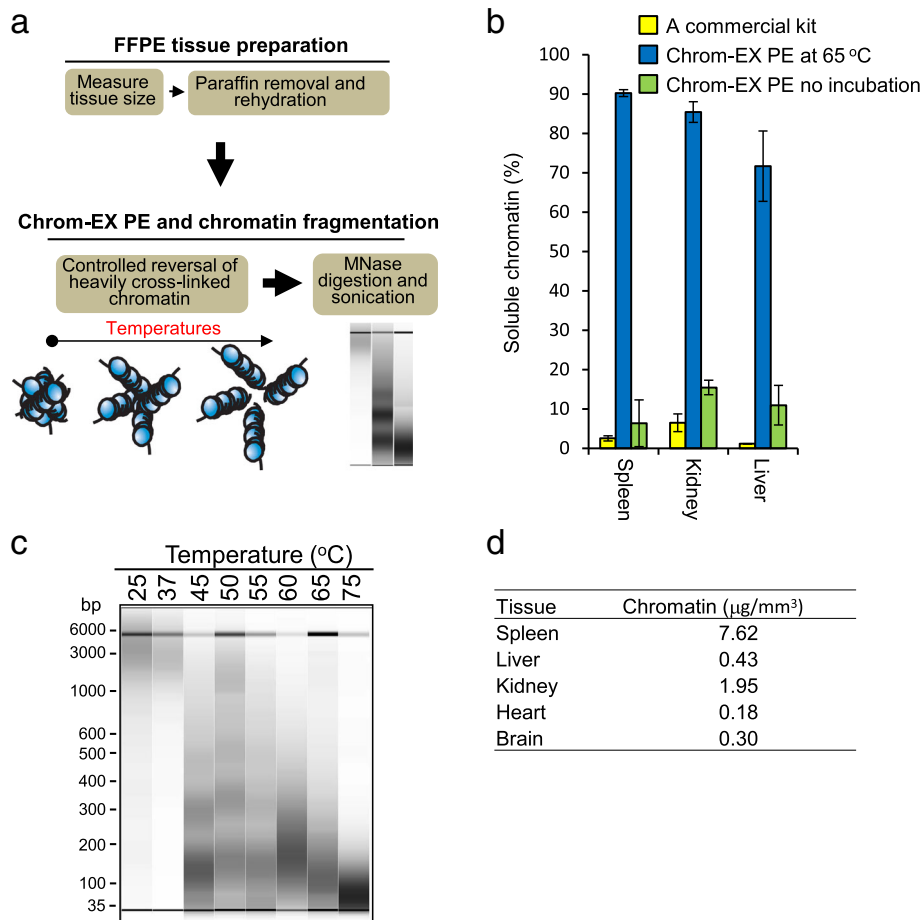 a
FFPE tissue preparation
Measure
tissue size
Paraffin removal and
rehydration
Chrom-EX PE and chromatin fragmentation
Controlled reversal of
heavily cross-linked
chromatin
MNase
digestion and
sonication
Temperatures
b
A commercial kit
Chrom-EX PE at 65 ºC
Chrom-EX PE no incubation
Soluble chromatin (%)
100
90
80
70
60
50
40
30
20
10
0
Spleen
Kidney
Liver
c
Temperature (ºC)
25 37 45 50 55 60 65 75
bp
6000
3000
1000
600
500
400
300
200
100
35
d
Tissue Chromatin (µg/mm³)
Spleen 7.62
Liver 0.43
Kidney 1.95
Heart 0.18
Brain 0.30